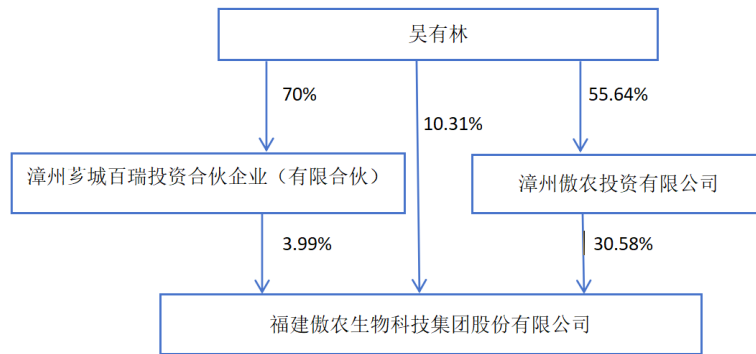 吴有林
70%
10.31%
55.64%
漳州芗城百瑞投资合伙企业（有限合伙）
漳州傲农投资有限公司
3.99%
30.58%
福建傲农生物科技集团股份有限公司